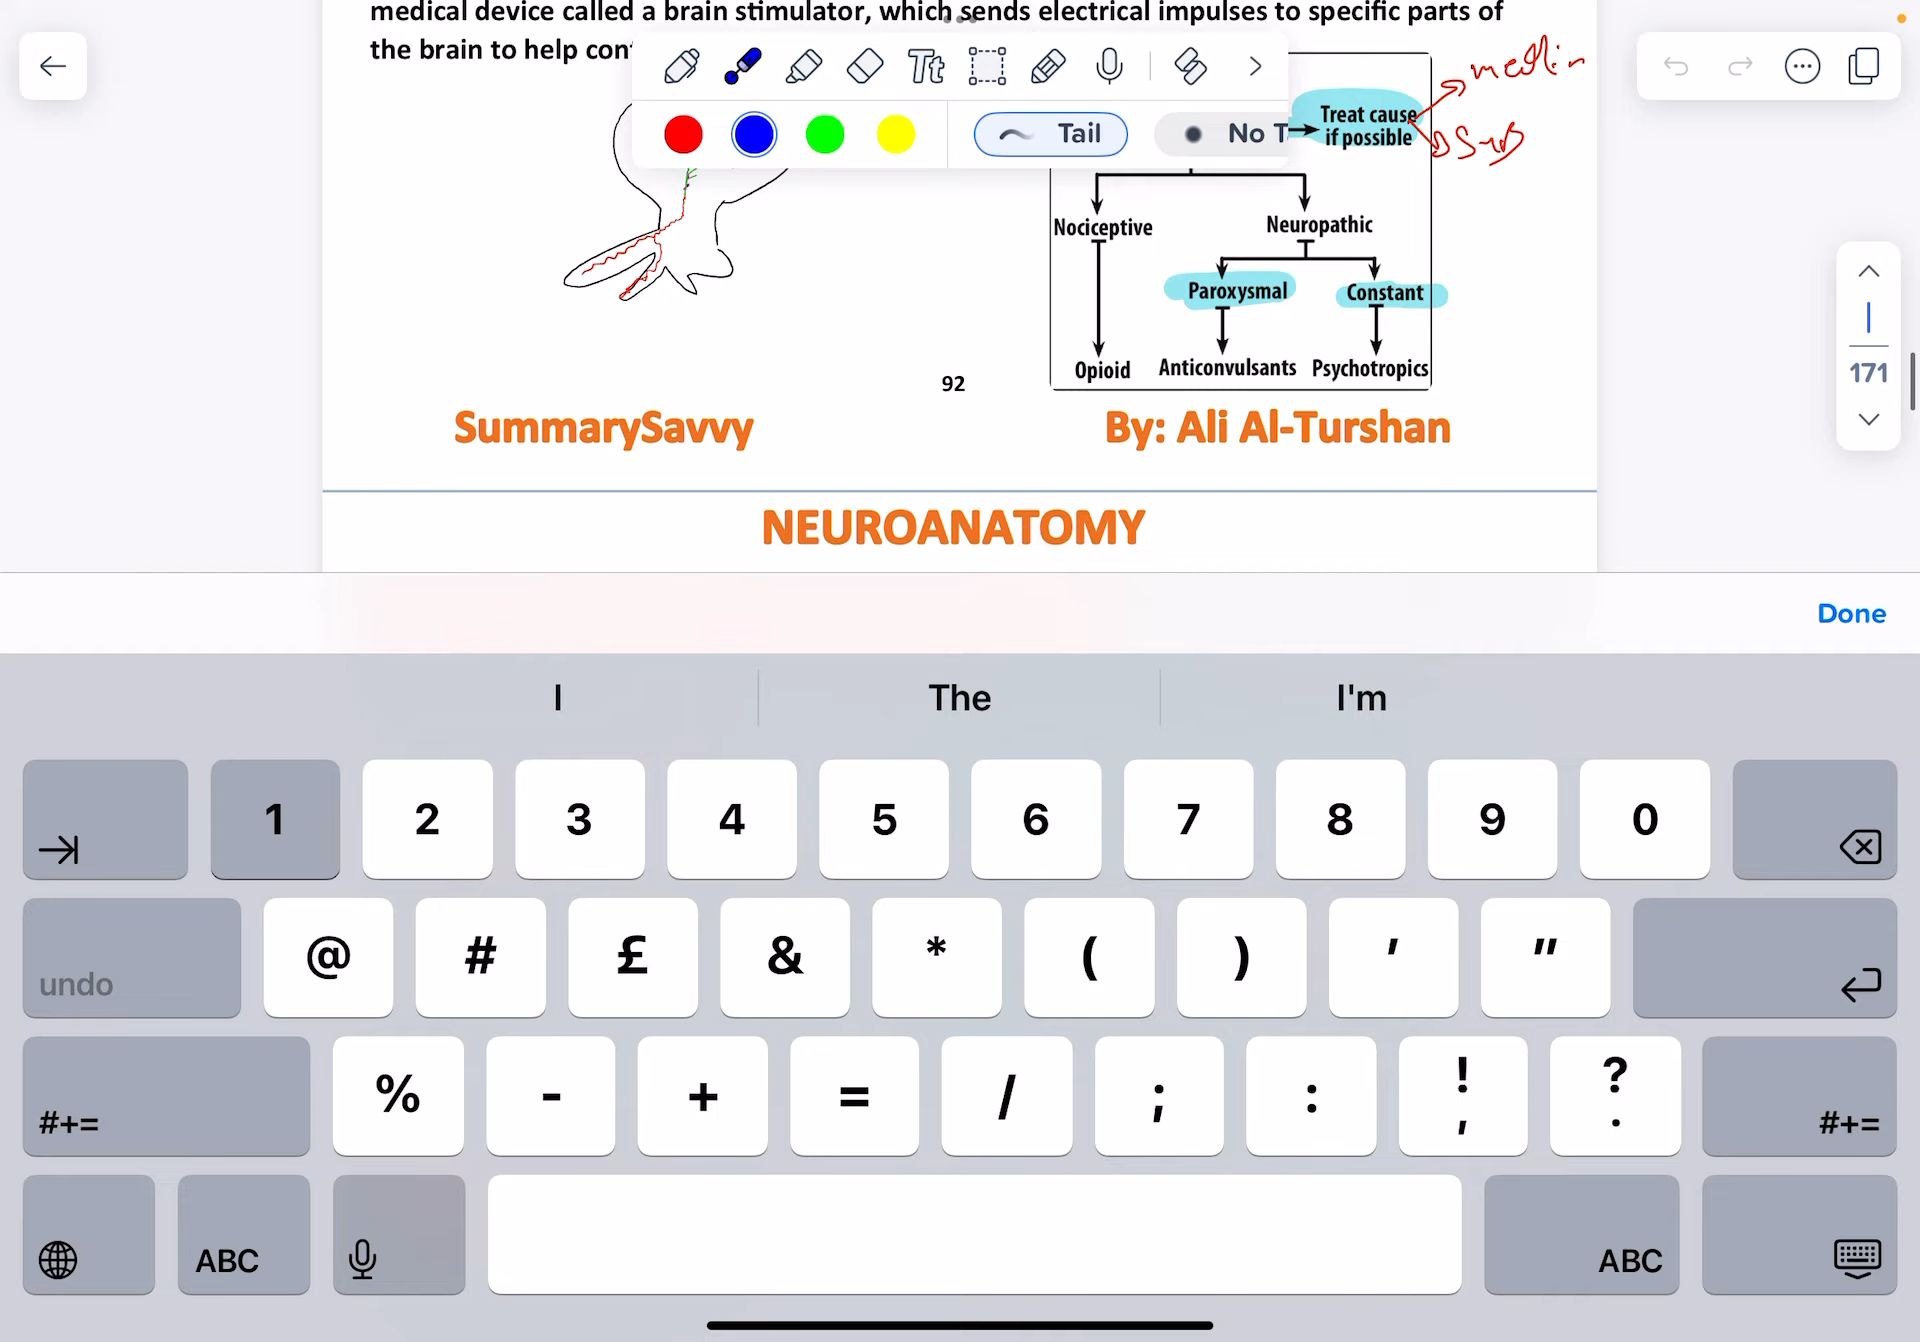 medical device called a brain stimulator, which sends electrical impulses to specific parts of
the brain to help con
Tt
Tail
No T
Treat cause
if possible
Nociceptive
Neuropathic
Paroxysmal
Constant
Opioid
Anticonvulsants
Psychotropics
92
SummarySavvy
By: Ali Al-Turshan
171
NEUROANATOMY
Done
I
The
I'm
1 2 3 4 5 6 7 8 9 0
undo @ # £ & * ( ) ' "
#+= % - + = / ; : ! , ? . #+=
ABC
ABC